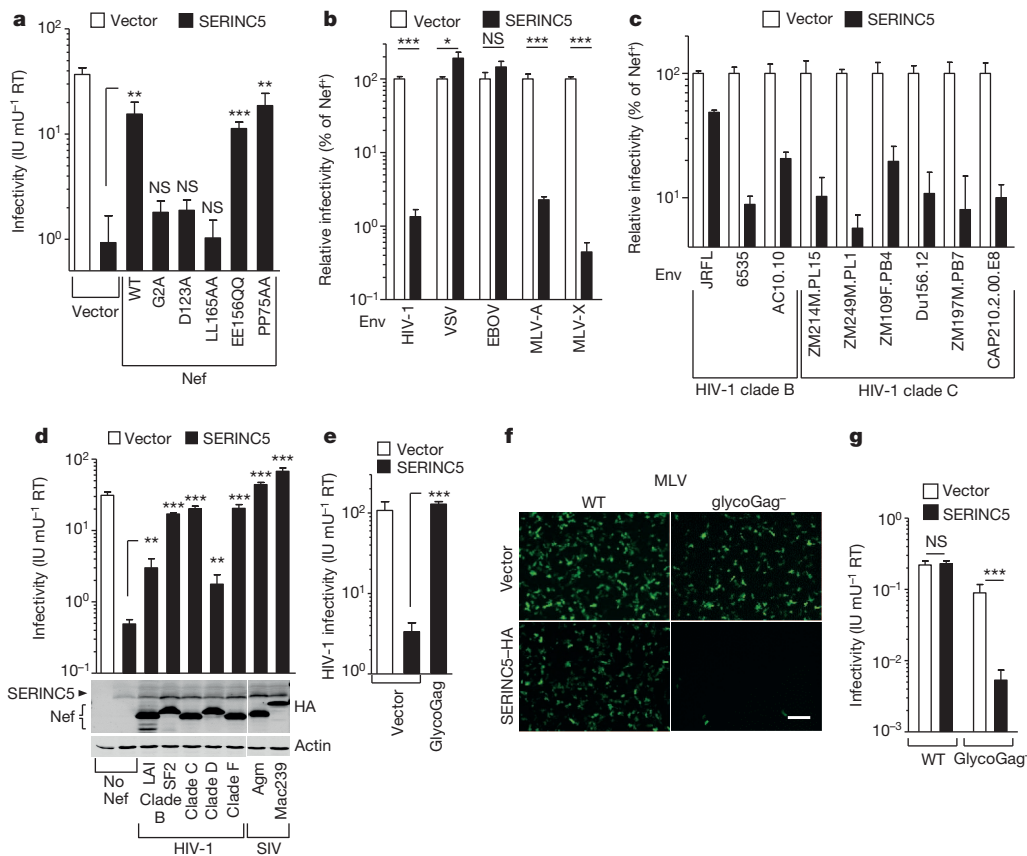 a
Vector SERINC5
Infectivity (IU mU⁻¹ RT)
10²
10¹
10⁰
** NS NS NS *** **
Vector
WT
G2A
D123A
LL165AA
EE156QQ
PP75AA
Nef
b
Vector SERINC5
Relative infectivity (% of Nef⁺)
10²
10¹
10⁰
10⁻¹
*** * NS *** ***
Env
HIV-1
VSV
EBOV
MLV-A
MLV-X
c
Vector SERINC5
Relative infectivity (% of Nef⁺)
10²
10¹
Env
JRFL
6535
AC10.10
ZM214M.PL15
ZM249M.PL1
ZM109F.PB4
Du156.12
ZM197M.PB7
CAP210.2.00.E8
HIV-1 clade B
HIV-1 clade C
d
Vector SERINC5
Infectivity (IU mU⁻¹ RT)
10²
10¹
10⁰
10⁻¹
** *** *** ** *** *** ***
SERINC5
Nef
HA
Actin
No
Nef
LAI
SF2
Clade
B
Clade C
Clade D
Clade F
Agm
Mac239
HIV-1
SIV
e
Vector
SERINC5
HIV-1 infectivity (IU mU⁻¹ RT)
10²
10¹
10⁰
***
Vector
GlycoGag
f
MLV
WT glycoGag⁻
Vector
SERINC5–HA
g
Vector
SERINC5
Infectivity (IU mU⁻¹ RT)
10⁰
10⁻¹
10⁻²
10⁻³
NS
***
WT
GlycoGag⁻